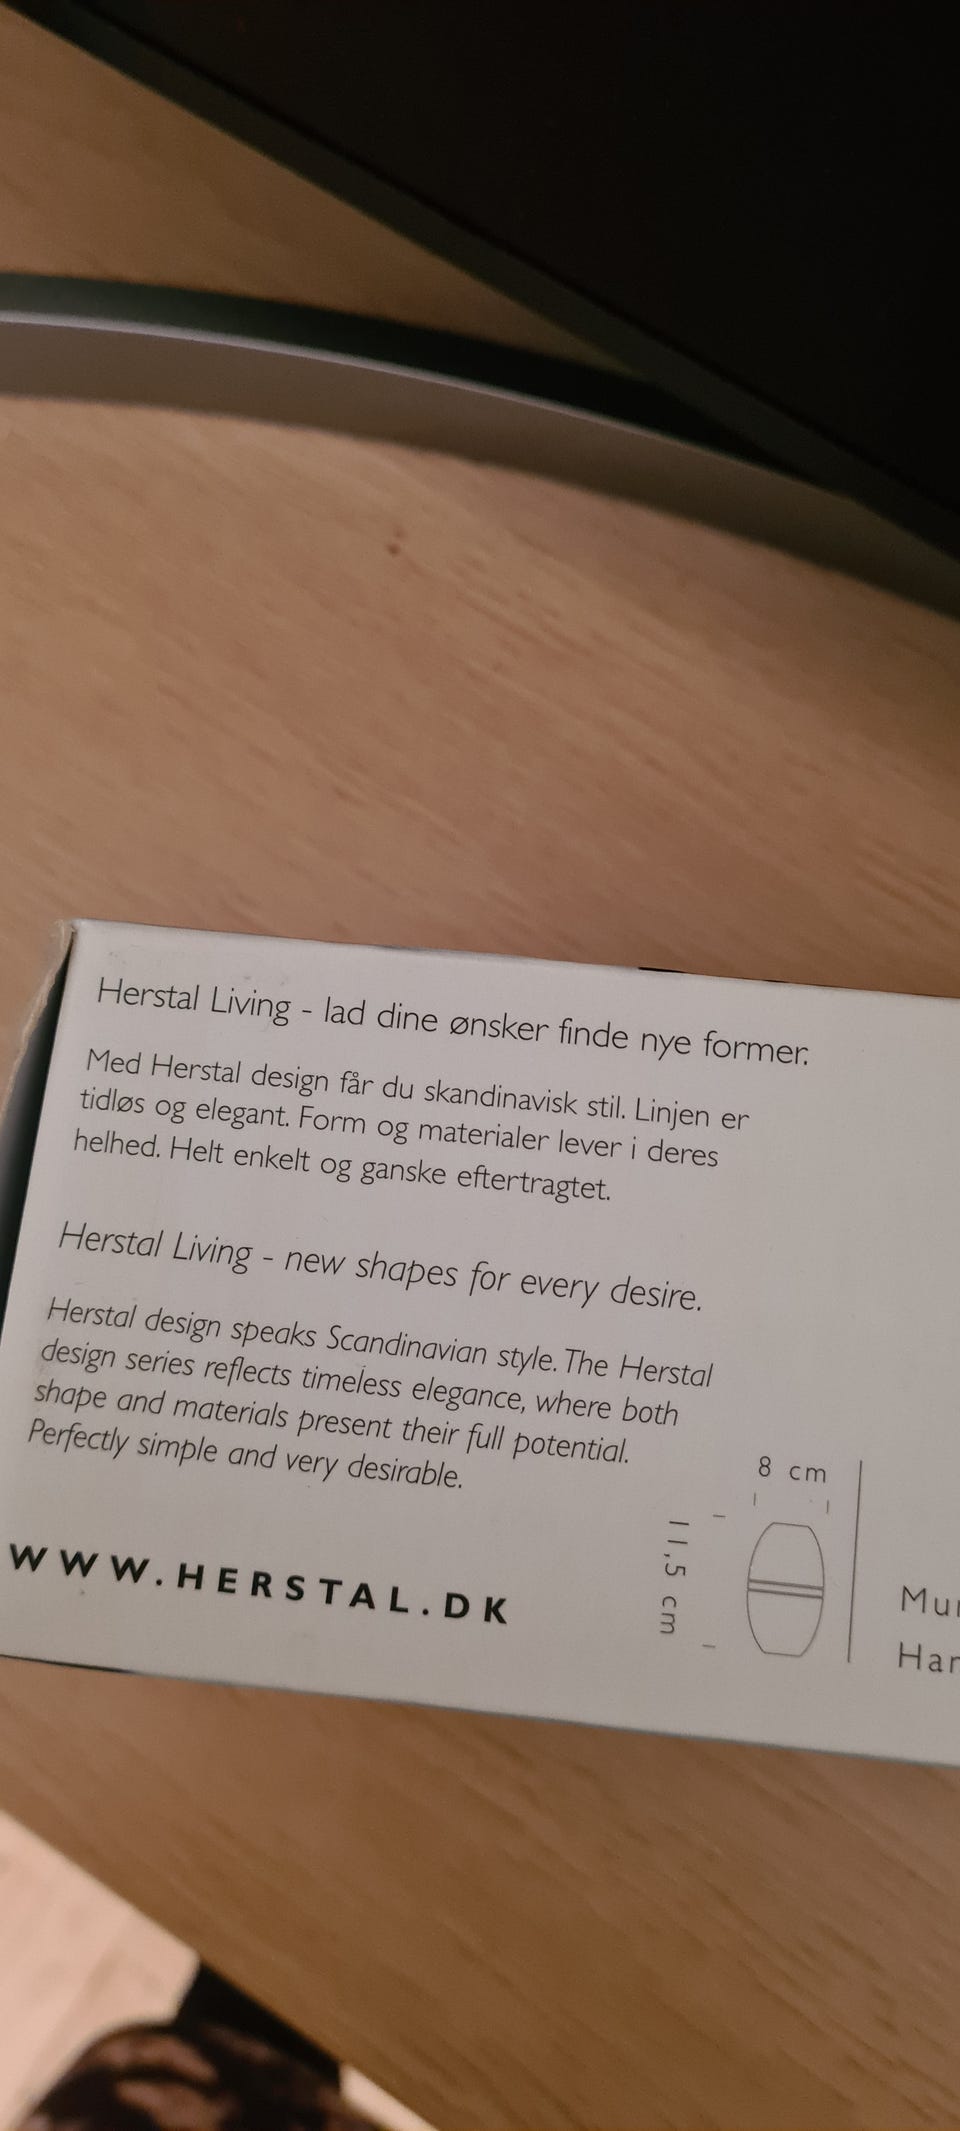 Herstal Living - lad dine ønsker finde nye former.
Med Herstal design får du skandinavisk stil. Linjen er
tidløs og elegant. Form og materialer lever i deres
helhed. Helt enkelt og ganske eftertragtet.
Herstal Living - new shapes for every desire.
Herstal design speaks Scandinavian style. The Herstal
design series reflects timeless elegance, where both
shape and materials present their full potential.
Perfectly simple and very desirable.
WWW.HERSTAL.DK
8 cm
11,5 cm